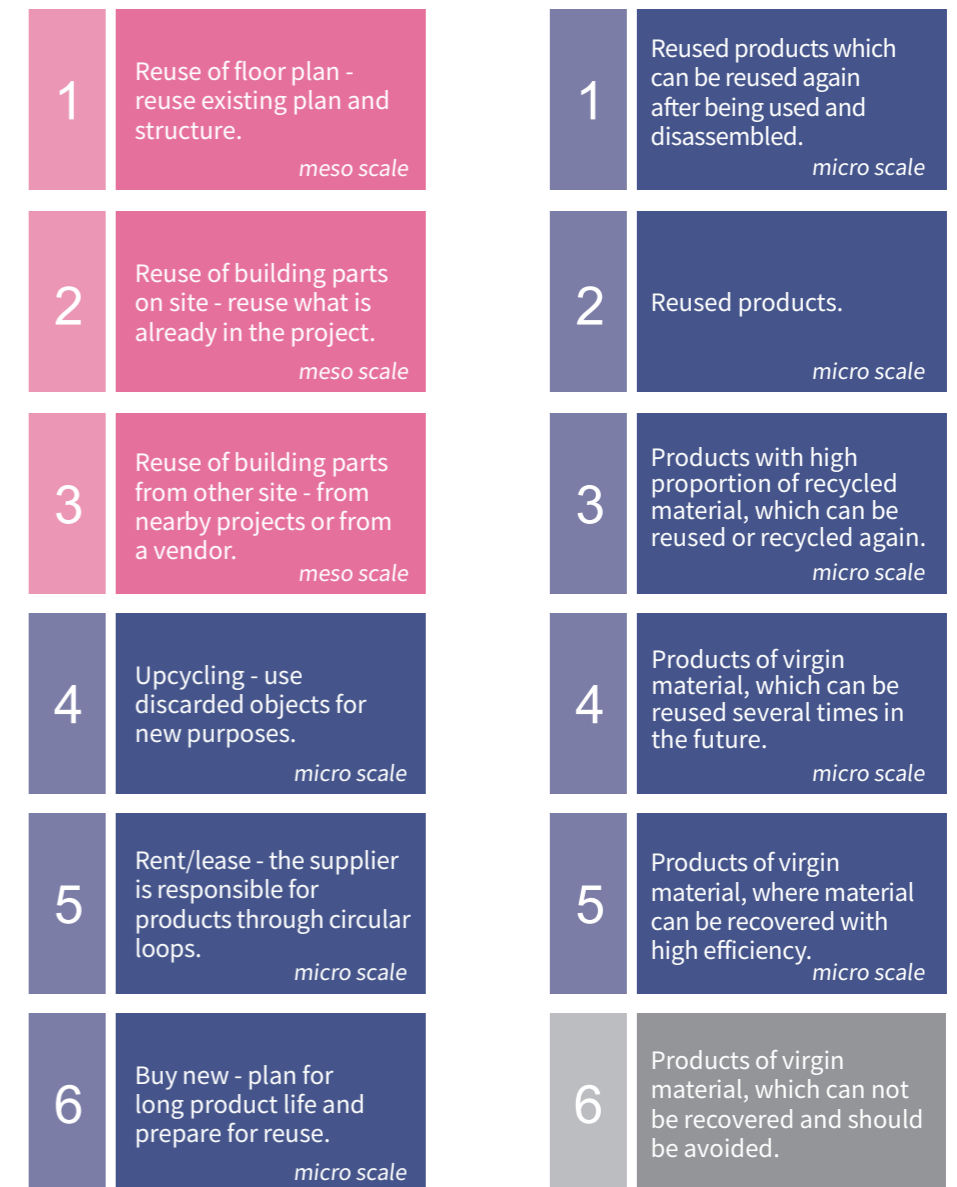 1
Reuse of floor plan -
reuse existing plan and
structure.
meso scale
2
Reuse of building parts
on site - reuse what is
already in the project.
meso scale
3
Reuse of building parts
from other site - from
nearby projects or from
a vendor.
meso scale
4
Upcycling - use
discarded objects for
new purposes.
micro scale
5
Rent/lease - the supplier
is responsible for
products through circular
loops.
micro scale
6
Buy new - plan for
long product life and
prepare for reuse.
micro scale
1
Reused products which
can be reused again
after being used and
disassembled.
micro scale
2
Reused products.
micro scale
3
Products with high
proportion of recycled
material, which can be
reused or recycled again.
micro scale
4
Products of virgin
material, which can be
reused several times in
the future.
micro scale
5
Products of virgin
material, where material
can be recovered with
high efficiency.
micro scale
6
Products of virgin
material, which can not
be recovered and should
be avoided.